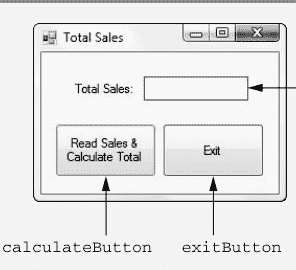 Total Sales
Total Sales:
Read Sales &
Calculate Total
Exit
calculateButton
exitButton